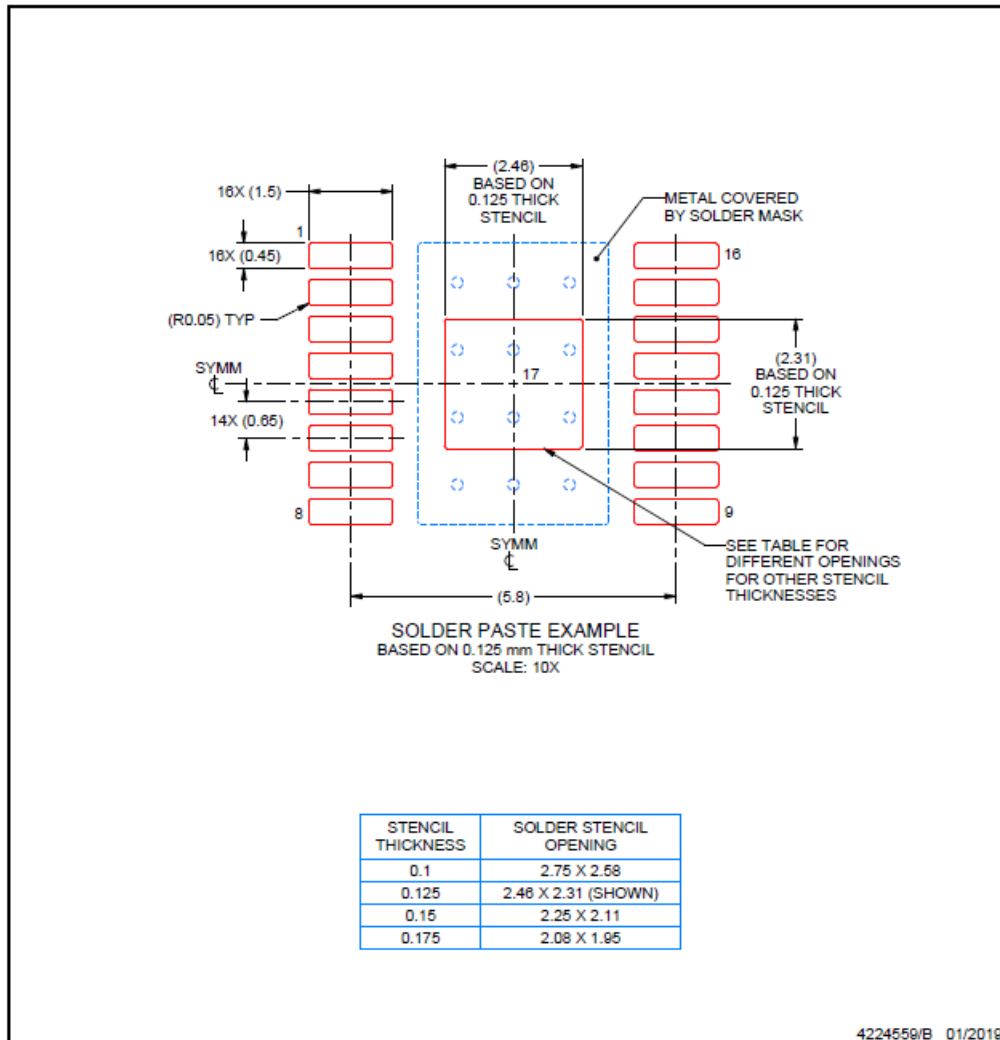 (2.46)
BASED ON
0.125 THICK
STENCIL
16X (1.5)
METAL COVERED
BY SOLDER MASK
1
16
16X (0.45)
(R0.05) TYP
SYMM
℄
17
(2.31)
BASED ON
0.125 THICK
STENCIL
14X (0.65)
8
9
SYMM
℄
SEE TABLE FOR
DIFFERENT OPENINGS
FOR OTHER STENCIL
THICKNESSES
(5.8)
SOLDER PASTE EXAMPLE
BASED ON 0.125 mm THICK STENCIL
SCALE: 10X
STENCIL THICKNESS SOLDER STENCIL OPENING
0.1 2.75 X 2.58
0.125 2.46 X 2.31 (SHOWN)
0.15 2.25 X 2.11
0.175 2.08 X 1.95
4224559/B 01/2019